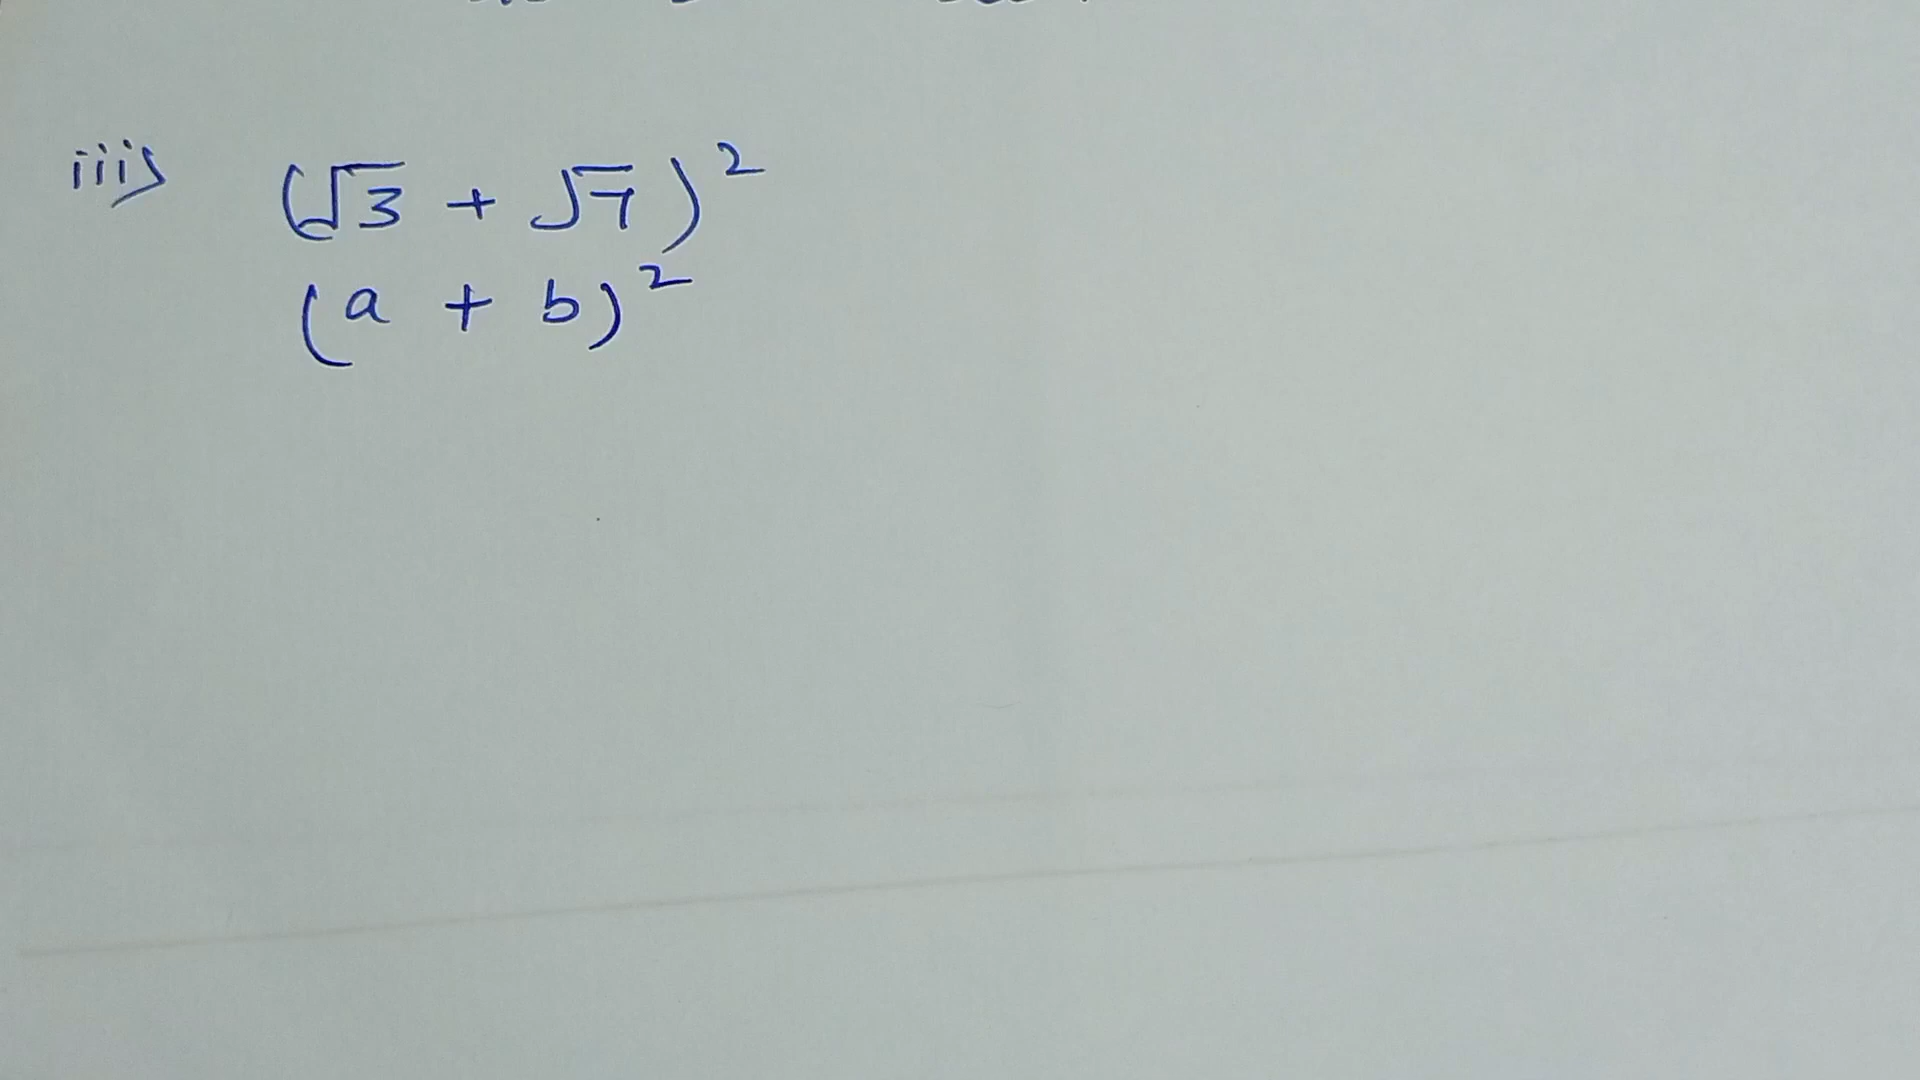 iii) (√3 + √7)²
(a + b)²